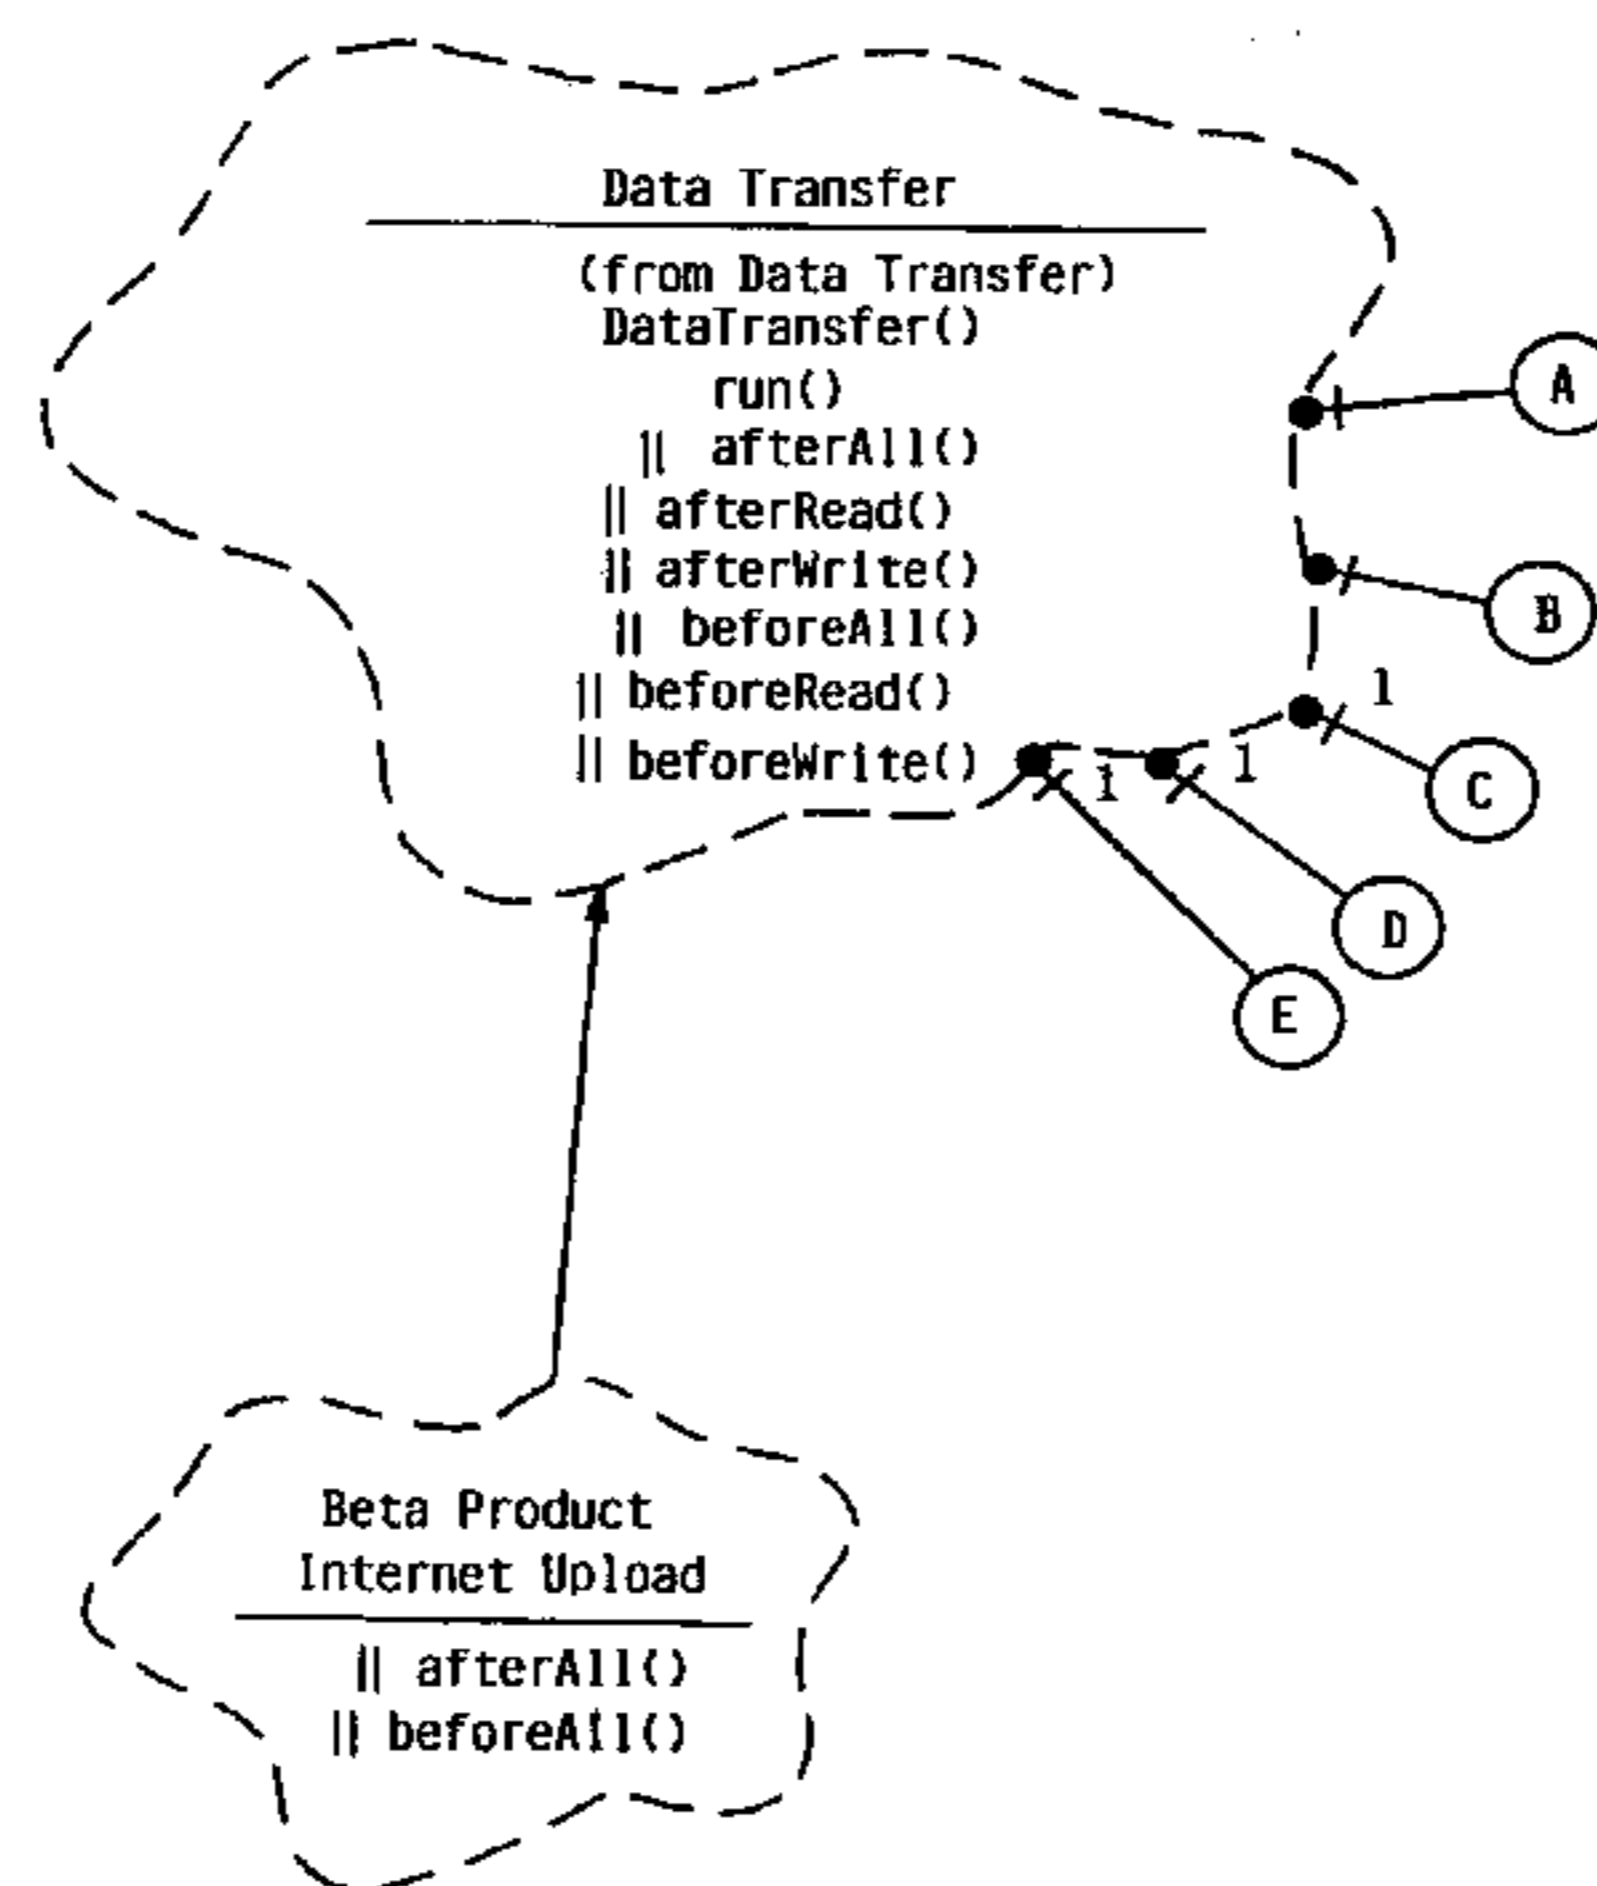 Data Transfer
(from Data Transfer)
DataTransfer()
run()
|| afterAll()
|| afterRead()
|| afterWrite()
|| beforeAll()
|| beforeRead()
|| beforeWrite()
A
B
1
C
1
D
1
E
Beta Product
Internet Upload
|| afterAll()
|| beforeAll()